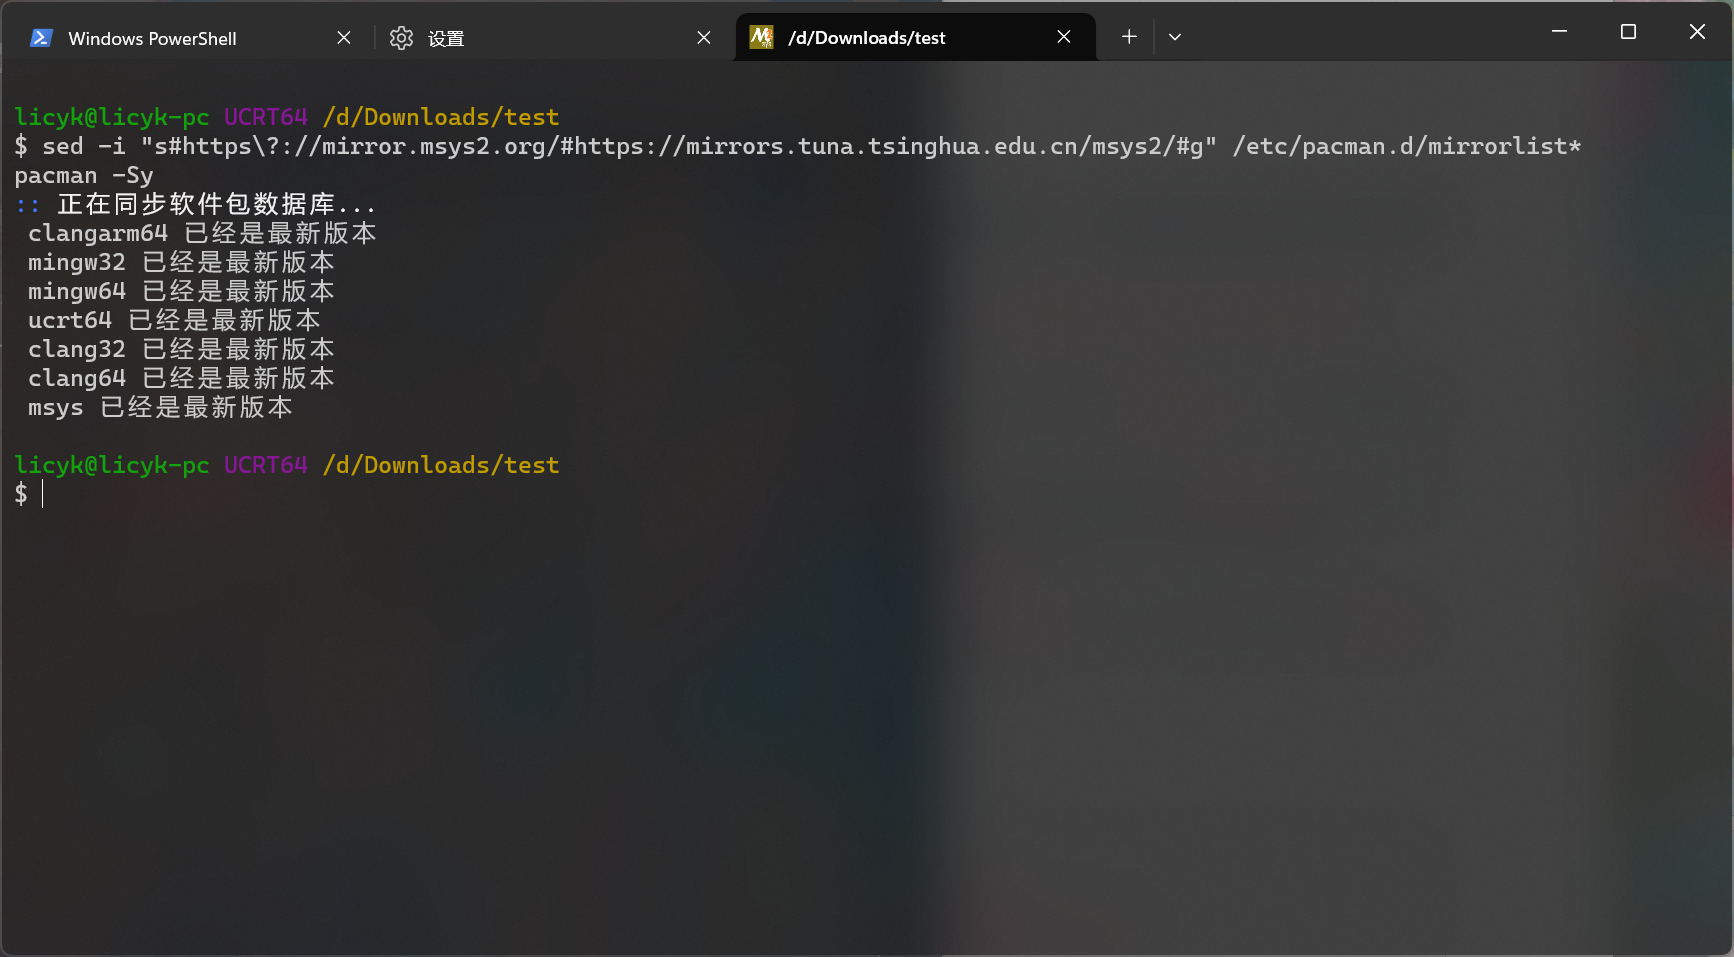 Windows PowerShell 设置 /d/Downloads/test
licyk@licyk-pc UCRT64 /d/Downloads/test
$ sed -i "s#https\?://mirror.msys2.org/#https://mirrors.tuna.tsinghua.edu.cn/msys2/#g" /etc/pacman.d/mirrorlist*
pacman -Sy
:: 正在同步软件包数据库...
clangarm64 已经是最新版本
mingw32 已经是最新版本
mingw64 已经是最新版本
ucrt64 已经是最新版本
clang32 已经是最新版本
clang64 已经是最新版本
msys 已经是最新版本
licyk@licyk-pc UCRT64 /d/Downloads/test
$